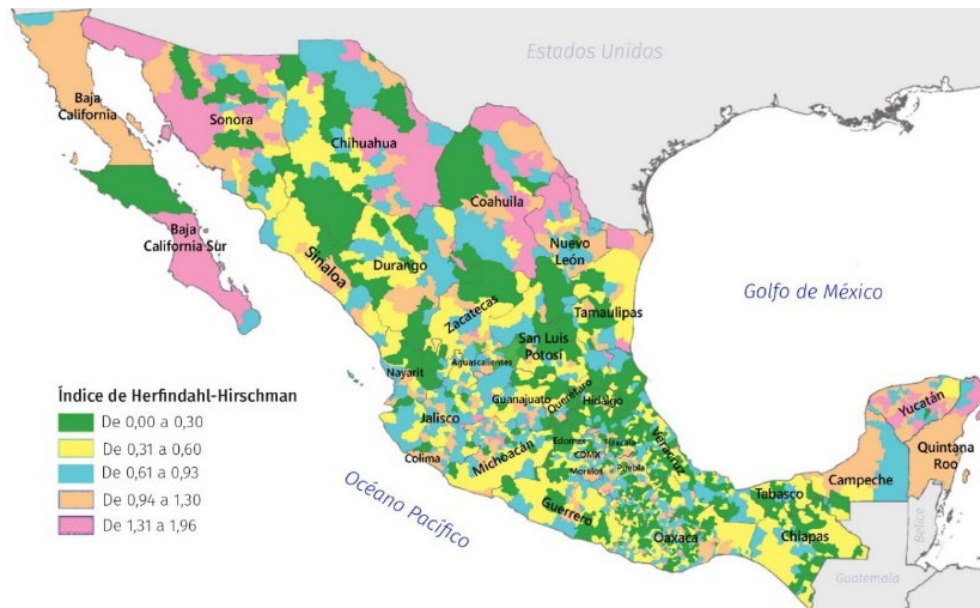 Estados Unidos
Baja
California
Sonora
Chihuahua
Coahuila
Baja
California Sur
Nuevo
León
Sinaloa
Durango
Golfo de México
Zacatecas
Tamaulipas
San Luis
Potosí
Aguascalientes
Nayarit
Índice de Herfindahl-Hirschman
De 0,00 a 0,30
De 0,31 a 0,60
De 0,61 a 0,93
De 0,94 a 1,30
De 1,31 a 1,96
Guanajuato
Querétaro
Hidalgo
Jalisco
Yucatán
Quintana
Roo
Colima
Michoacán
Edomex
Tlaxcala
CDMX
Morelos
Puebla
Veracruz
Campeche
Tabasco
Océano Pacífico
Guerrero
Oaxaca
Chiapas
Belice
Guatemala